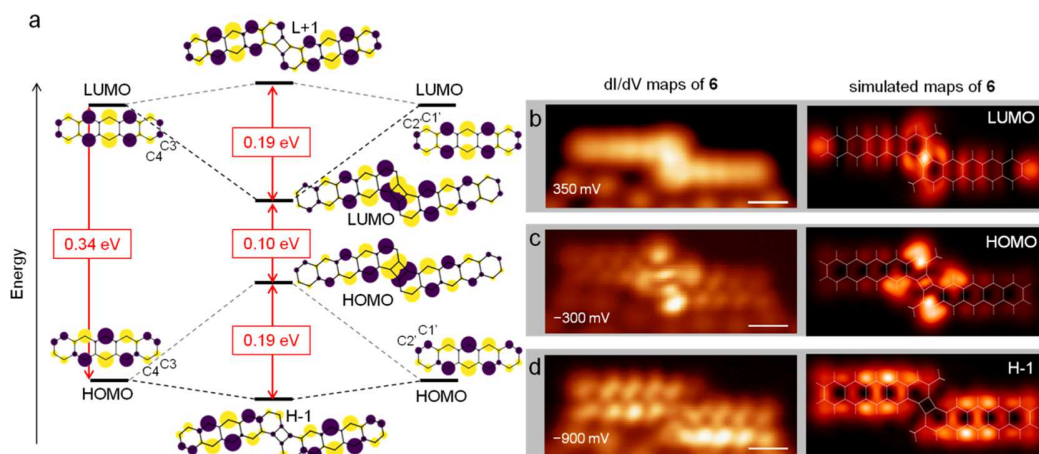 a
L+1
LUMO
LUMO
C3'
C4
C2'
C1'
0.19 eV
LUMO
0.34 eV
0.10 eV
HOMO
0.19 eV
C4
C3
C2'
C1'
HOMO
HOMO
H-1
Energy
dI/dV maps of 6
simulated maps of 6
b
350 mV
LUMO
c
−300 mV
HOMO
d
−900 mV
H-1